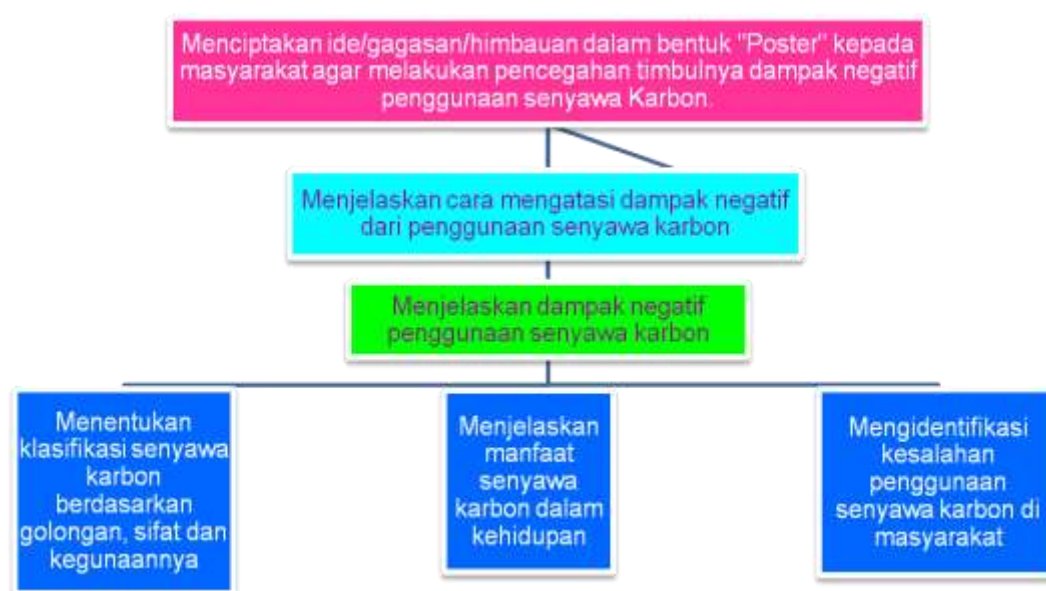 Menciptakan ide/gagasan/himbauan dalam bentuk "Poster" kepada
masyarakat agar melakukan pencegahan timbulnya dampak negatif
penggunaan senyawa Karbon.
Menjelaskan cara mengatasi dampak negatif
dari penggunaan senyawa karbon
Menjelaskan dampak negatif
penggunaan senyawa karbon
Menentukan
klasifikasi senyawa
karbon
berdasarkan
golongan, sifat dan
kegunaannya
Menjelaskan
manfaat
senyawa
karbon dalam
kehidupan
Mengidentifikasi
kesalahan
penggunaan
senyawa karbon di
masyarakat